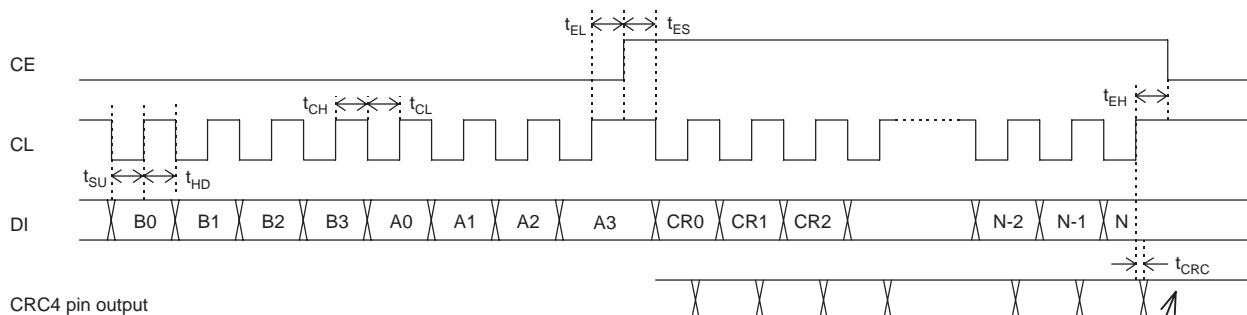 tEL tES
CE
tCH tCL tEH
CL
tSU tHD
DI B0 B1 B2 B3 A0 A1 A2 A3 CR0 CR1 CR2 N-2 N-1 N
tCRC
CRC4 pin output